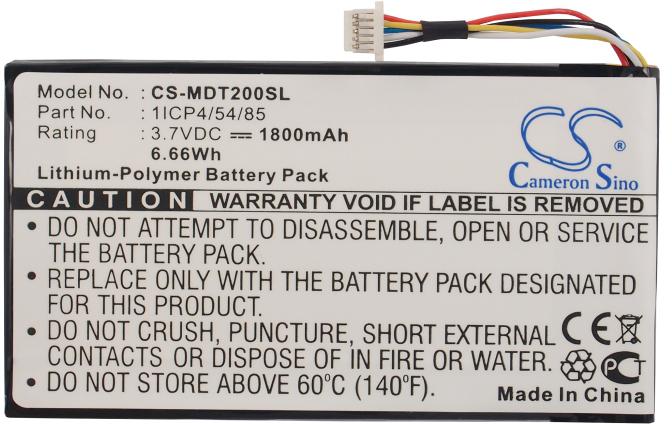 Model No. : CS-MDT200SL
Part No. : 1ICP4/54/85
Rating : 3.7VDC ⎓ 1800mAh
6.66Wh
Lithium-Polymer Battery Pack
CS ®
Cameron Sino
CAUTION WARRANTY VOID IF LABEL IS REMOVED
• DO NOT ATTEMPT TO DISASSEMBLE, OPEN OR SERVICE
THE BATTERY PACK.
• REPLACE ONLY WITH THE BATTERY PACK DESIGNATED
FOR THIS PRODUCT.
• DO NOT CRUSH, PUNCTURE, SHORT EXTERNAL
CONTACTS OR DISPOSE OF IN FIRE OR WATER.
• DO NOT STORE ABOVE 60°C (140°F).
CE
Made In China